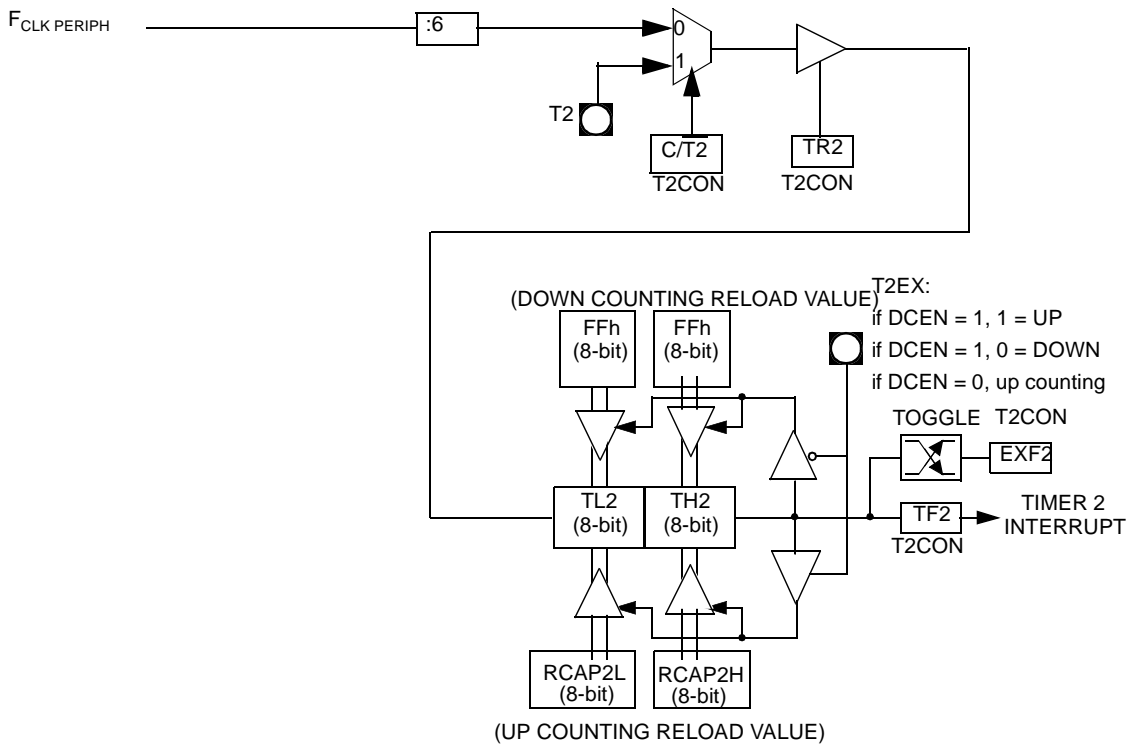 FCLK PERIPH
:6
0
1
T2
C/T2
T2CON
TR2
T2CON
T2EX:
(DOWN COUNTING RELOAD VALUE)
if DCEN = 1, 1 = UP
FFh
(8-bit)
FFh
(8-bit)
if DCEN = 1, 0 = DOWN
if DCEN = 0, up counting
TOGGLE
T2CON
EXF2
TL2
(8-bit)
TH2
(8-bit)
TF2
T2CON
TIMER 2
INTERRUPT
RCAP2L
(8-bit)
RCAP2H
(8-bit)
(UP COUNTING RELOAD VALUE)